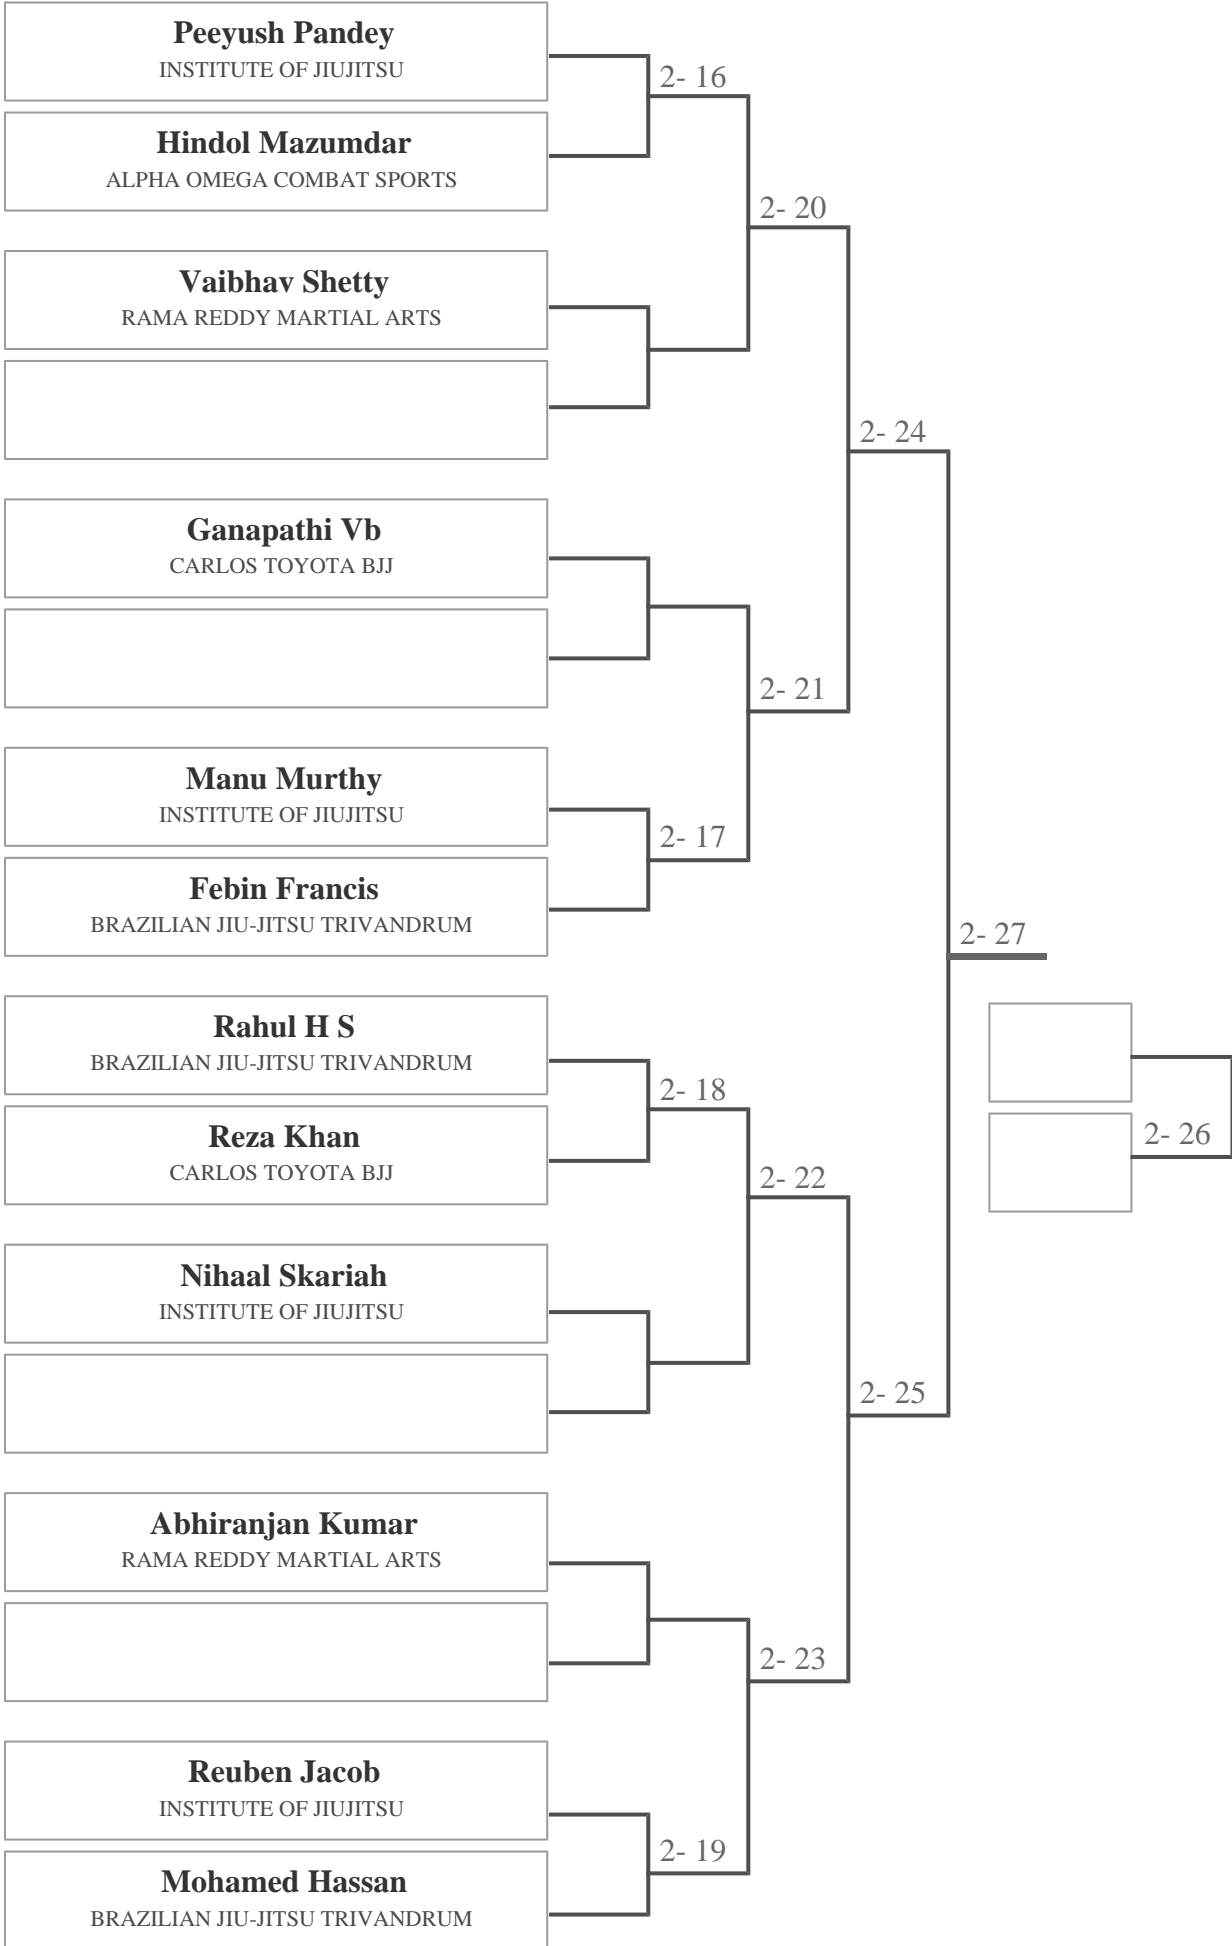 Peeyush Pandey
INSTITUTE OF JIUJITSU
2- 16
Hindol Mazumdar
ALPHA OMEGA COMBAT SPORTS
2- 20
Vaibhav Shetty
RAMA REDDY MARTIAL ARTS
2- 24
Ganapathi Vb
CARLOS TOYOTA BJJ
2- 21
Manu Murthy
INSTITUTE OF JIUJITSU
2- 17
Febin Francis
BRAZILIAN JIU-JITSU TRIVANDRUM
2- 27
Rahul H S
BRAZILIAN JIU-JITSU TRIVANDRUM
2- 18
Reza Khan
CARLOS TOYOTA BJJ
2- 26
2- 22
Nihaal Skariah
INSTITUTE OF JIUJITSU
2- 25
Abhiranjan Kumar
RAMA REDDY MARTIAL ARTS
2- 23
Reuben Jacob
INSTITUTE OF JIUJITSU
2- 19
Mohamed Hassan
BRAZILIAN JIU-JITSU TRIVANDRUM